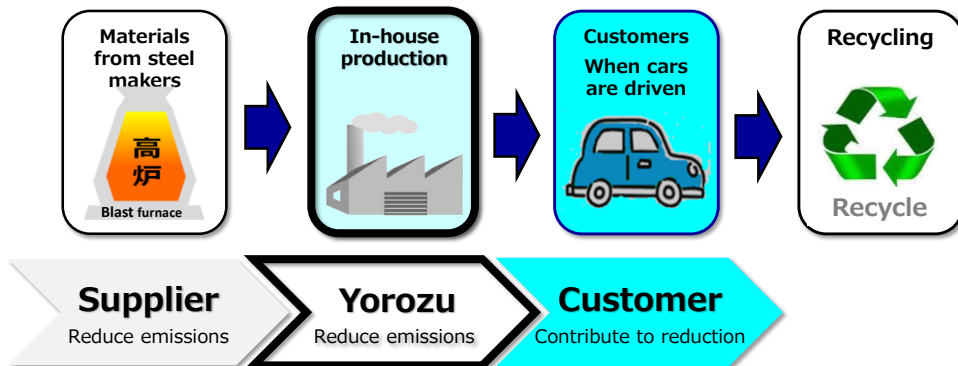 Materials
from steel
makers
高
炉
Blast furnace
In-house
production
Customers
When cars
are driven
Recycling
Recycle
Supplier
Reduce emissions
Yorozu
Reduce emissions
Customer
Contribute to reduction